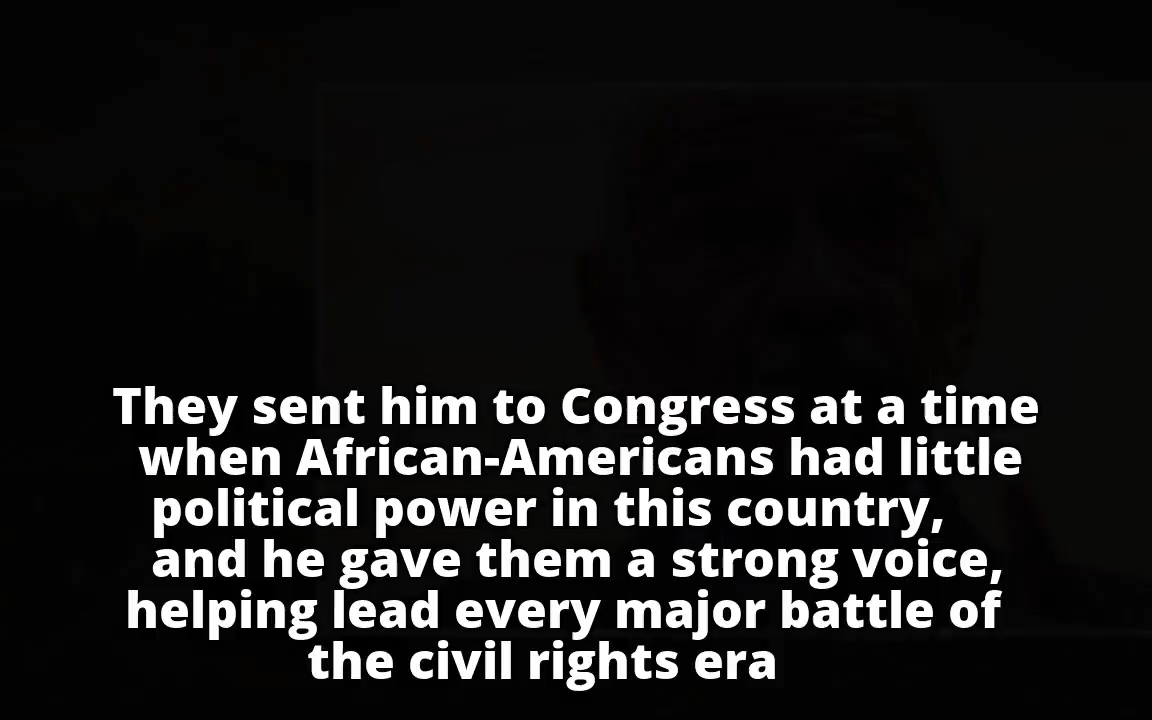 They sent him to Congress at a time
when African-Americans had little
political power in this country,
and he gave them a strong voice,
helping lead every major battle of
the civil rights era